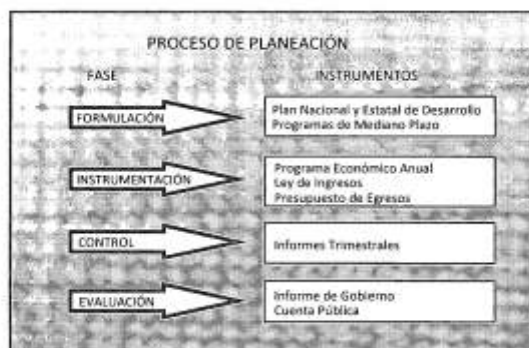 PROCESO DE PLANEACIÓN
FASE INSTRUMENTOS
FORMULACIÓN
Plan Nacional y Estatal de Desarrollo
Programas de Mediano Plazo
INSTRUMENTACIÓN
Programa Económico Anual
Ley de Ingresos
Presupuesto de Egresos
CONTROL
Informes Trimestrales
EVALUACIÓN
Informe de Gobierno
Cuenta Pública